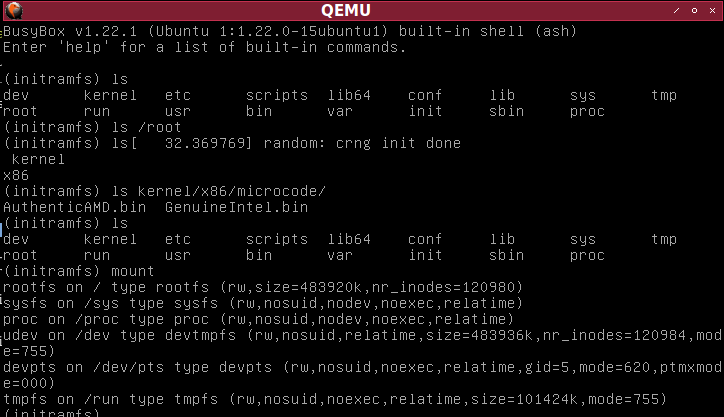 QEMU
BusyBox v1.22.1 (Ubuntu 1:1.22.0-15ubuntu1) built-in shell (ash)
Enter 'help' for a list of built-in commands.
(initramfs) ls
dev kernel etc scripts lib64 conf lib sys tmp
root run usr bin var init sbin proc
(initramfs) ls /root
(initramfs) ls[ 32.369769] random: crng init done
kernel
x86
(initramfs) ls kernel/x86/microcode/
AuthenticAMD.bin GenuineIntel.bin
(initramfs) ls
dev kernel etc scripts lib64 conf lib sys tmp
root run usr bin var init sbin proc
(initramfs) mount
rootfs on / type rootfs (rw,size=483920k,nr_inodes=120980)
sysfs on /sys type sysfs (rw,nosuid,nodev,noexec,relatime)
proc on /proc type proc (rw,nosuid,nodev,noexec,relatime)
udev on /dev type devtmpfs (rw,nosuid,relatime,size=483936k,nr_inodes=120984,mod
e=755)
devpts on /dev/pts type devpts (rw,nosuid,noexec,relatime,gid=5,mode=620,ptmxmod
e=000)
tmpfs on /run type tmpfs (rw,nosuid,noexec,relatime,size=101424k,mode=755)
(initramfs)